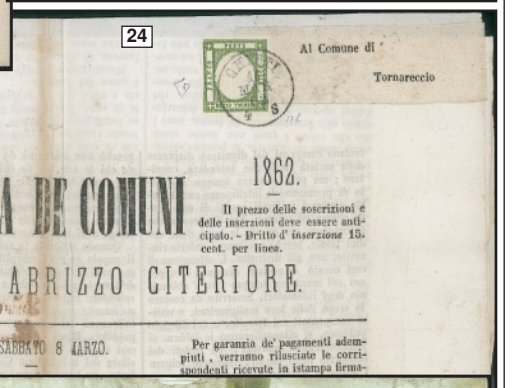 24
Al Comune di
Tornareccio
A DE COMUNI
1862.
Il prezzo delle soscrizioni e
delle inserzioni deve essere anti-
cipato. - Dritto d' inserzione 15.
cent. per linea.
ABRIZZO CITERIORE.
SABBATO 8 MARZO.
Per garanzia de' pagamenti adem-
piuti, verranno rilasciate le corri-
spondenti ricevute in istampa firma-